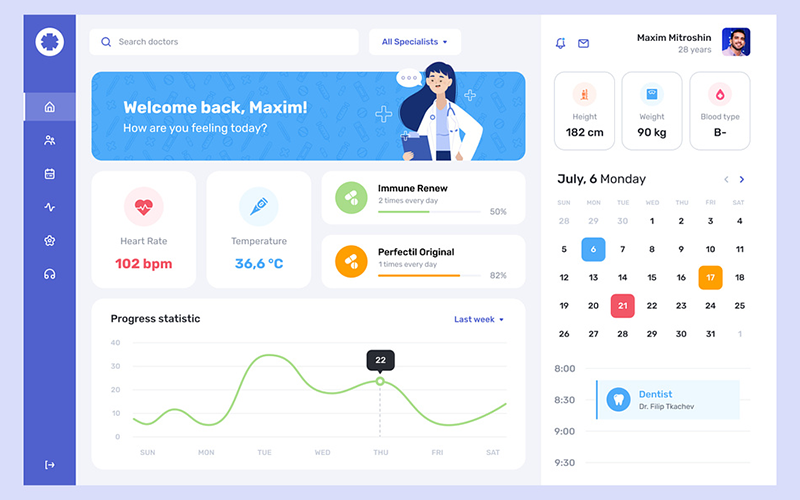 Search doctors
All Specialists
Welcome back, Maxim!
How are you feeling today?
Heart Rate
102 bpm
Temperature
36,6 °C
Immune Renew
2 times every day
50%
Perfectil Original
1 times every day
82%
Progress statistic
Last week
40
30
20
10
0
22
SUN MON TUE WED THU FRI SAT
Maxim Mitroshin
28 years
Height
182 cm
Weight
90 kg
Blood type
B-
July, 6 Monday
SUN MON TUE WED THU FRI SAT
28 29 30 1 2 3 4
5 6 7 8 9 10 11
12 13 14 15 16 17 18
19 20 21 22 23 24 25
26 27 28 29 30 31 1
8:00
8:30
Dentist
Dr. Filip Tkachev
9:00
9:30